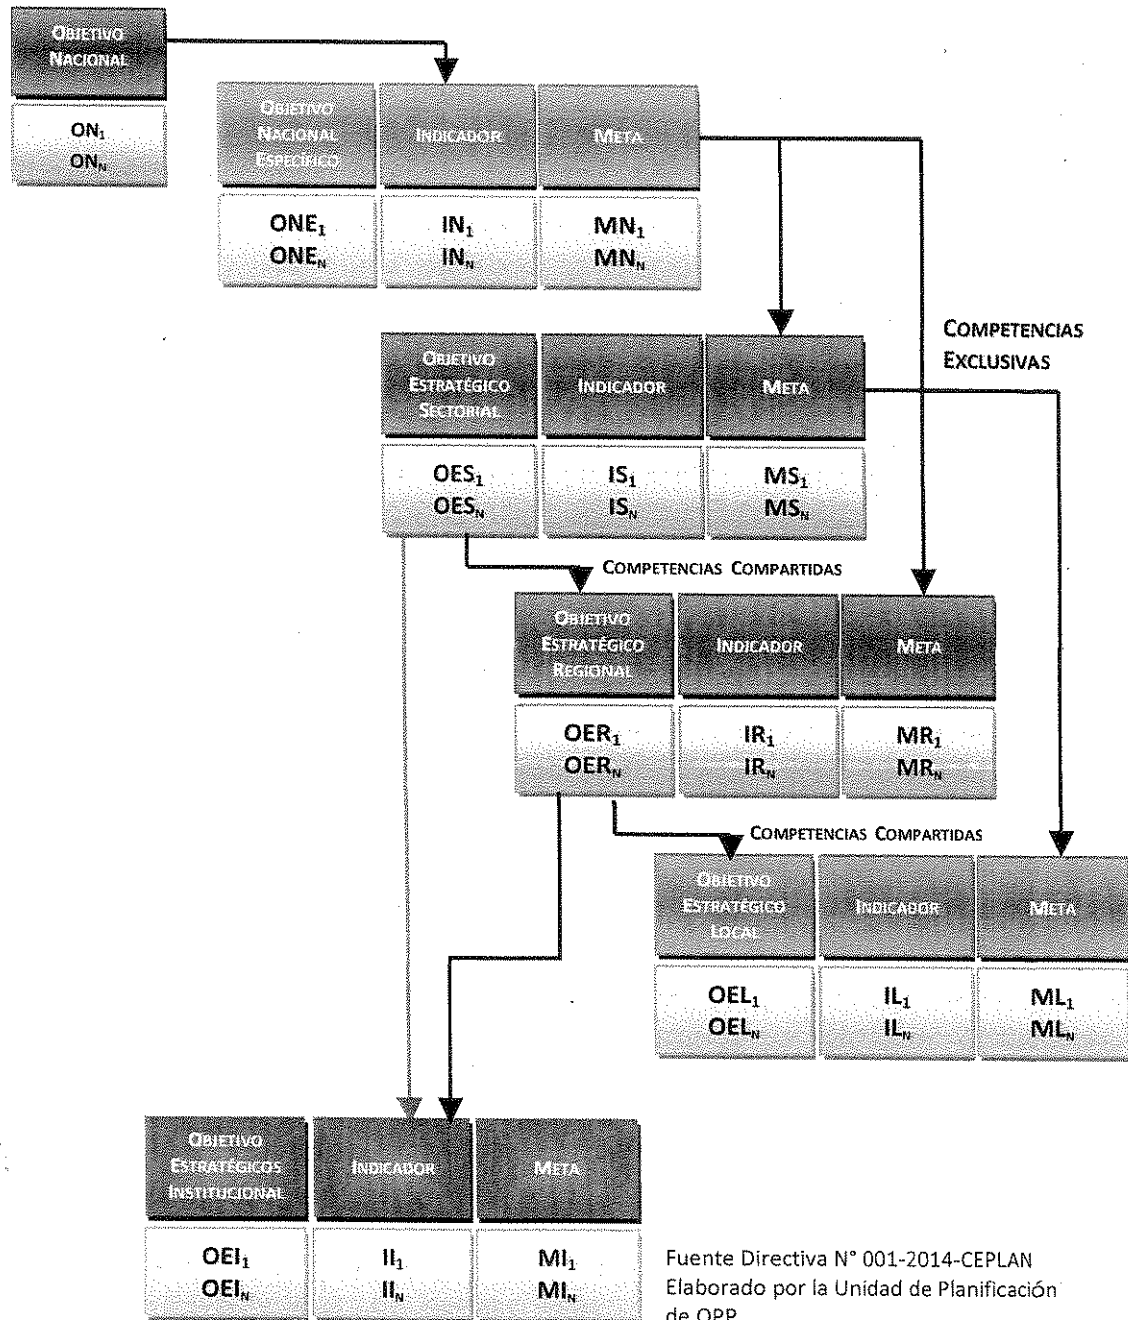 OBJETIVO
NACIONAL
ON₁
ONₙ
OBJETIVO
NACIONAL
ESPECÍFICO
INDICADOR
META
ONE₁
ONEₙ
IN₁
INₙ
MN₁
MNₙ
COMPETENCIAS
EXCLUSIVAS
OBJETIVO
ESTRATÉGICO
SECTORIAL
INDICADOR
META
OES₁
OESₙ
IS₁
ISₙ
MS₁
MSₙ
COMPETENCIAS COMPARTIDAS
OBJETIVO
ESTRATÉGICO
REGIONAL
INDICADOR
META
OER₁
OERₙ
IR₁
IRₙ
MR₁
MRₙ
COMPETENCIAS COMPARTIDAS
OBJETIVO
ESTRATÉGICO
LOCAL
INDICADOR
META
OEL₁
OELₙ
IL₁
ILₙ
ML₁
MLₙ
OBJETIVO
ESTRATÉGICOS
INSTITUCIONAL
INDICADOR
META
OEI₁
OEIₙ
II₁
IIₙ
MI₁
MIₙ
Fuente Directiva N° 001-2014-CEPLAN
Elaborado por la Unidad de Planificación
de OPP